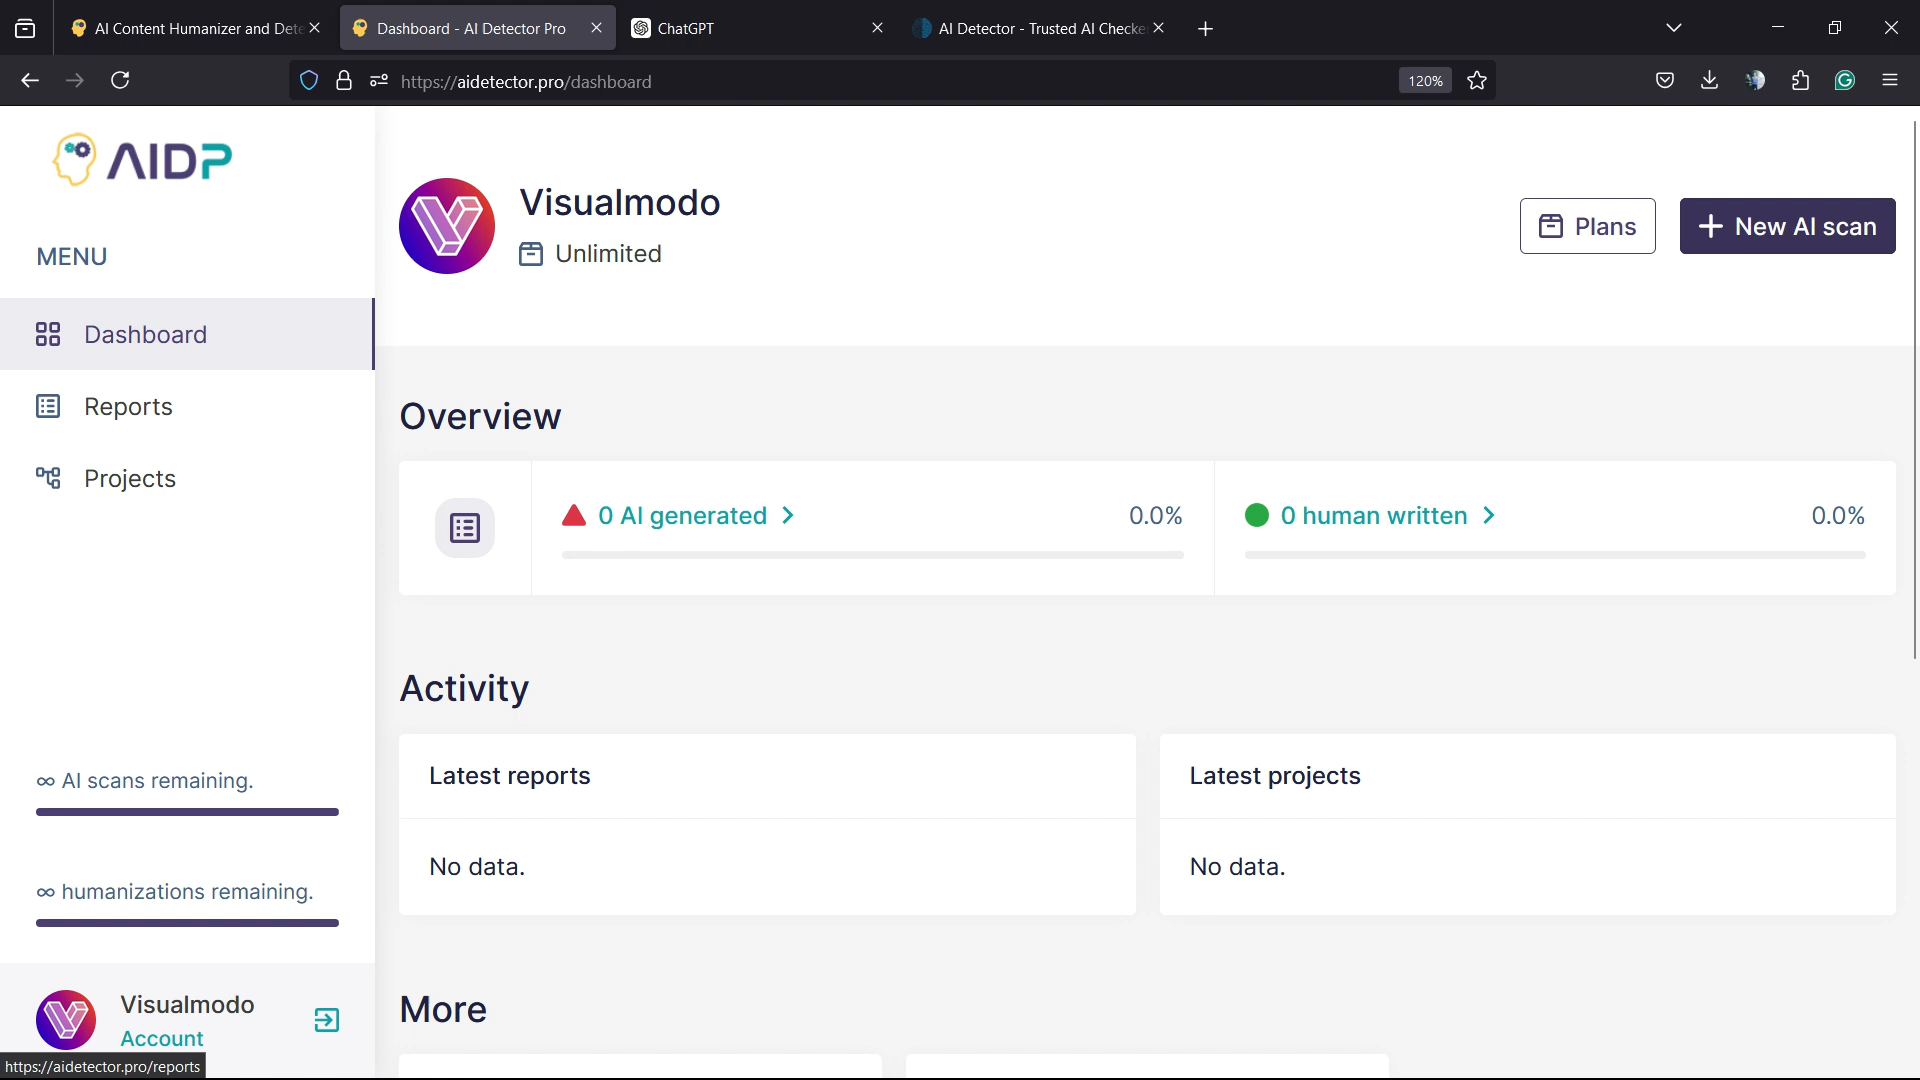 AI Content Humanizer and Dete
Dashboard - AI Detector Pro
ChatGPT
AI Detector - Trusted AI Checke
https://aidetector.pro/dashboard
120%
AIDP
MENU
Dashboard
Reports
Projects
∞ AI scans remaining.
∞ humanizations remaining.
Visualmodo
Account
https://aidetector.pro/reports
Visualmodo
Unlimited
Plans
+ New AI scan
Overview
0 AI generated >
0.0%
0 human written >
0.0%
Activity
Latest reports
No data.
Latest projects
No data.
More